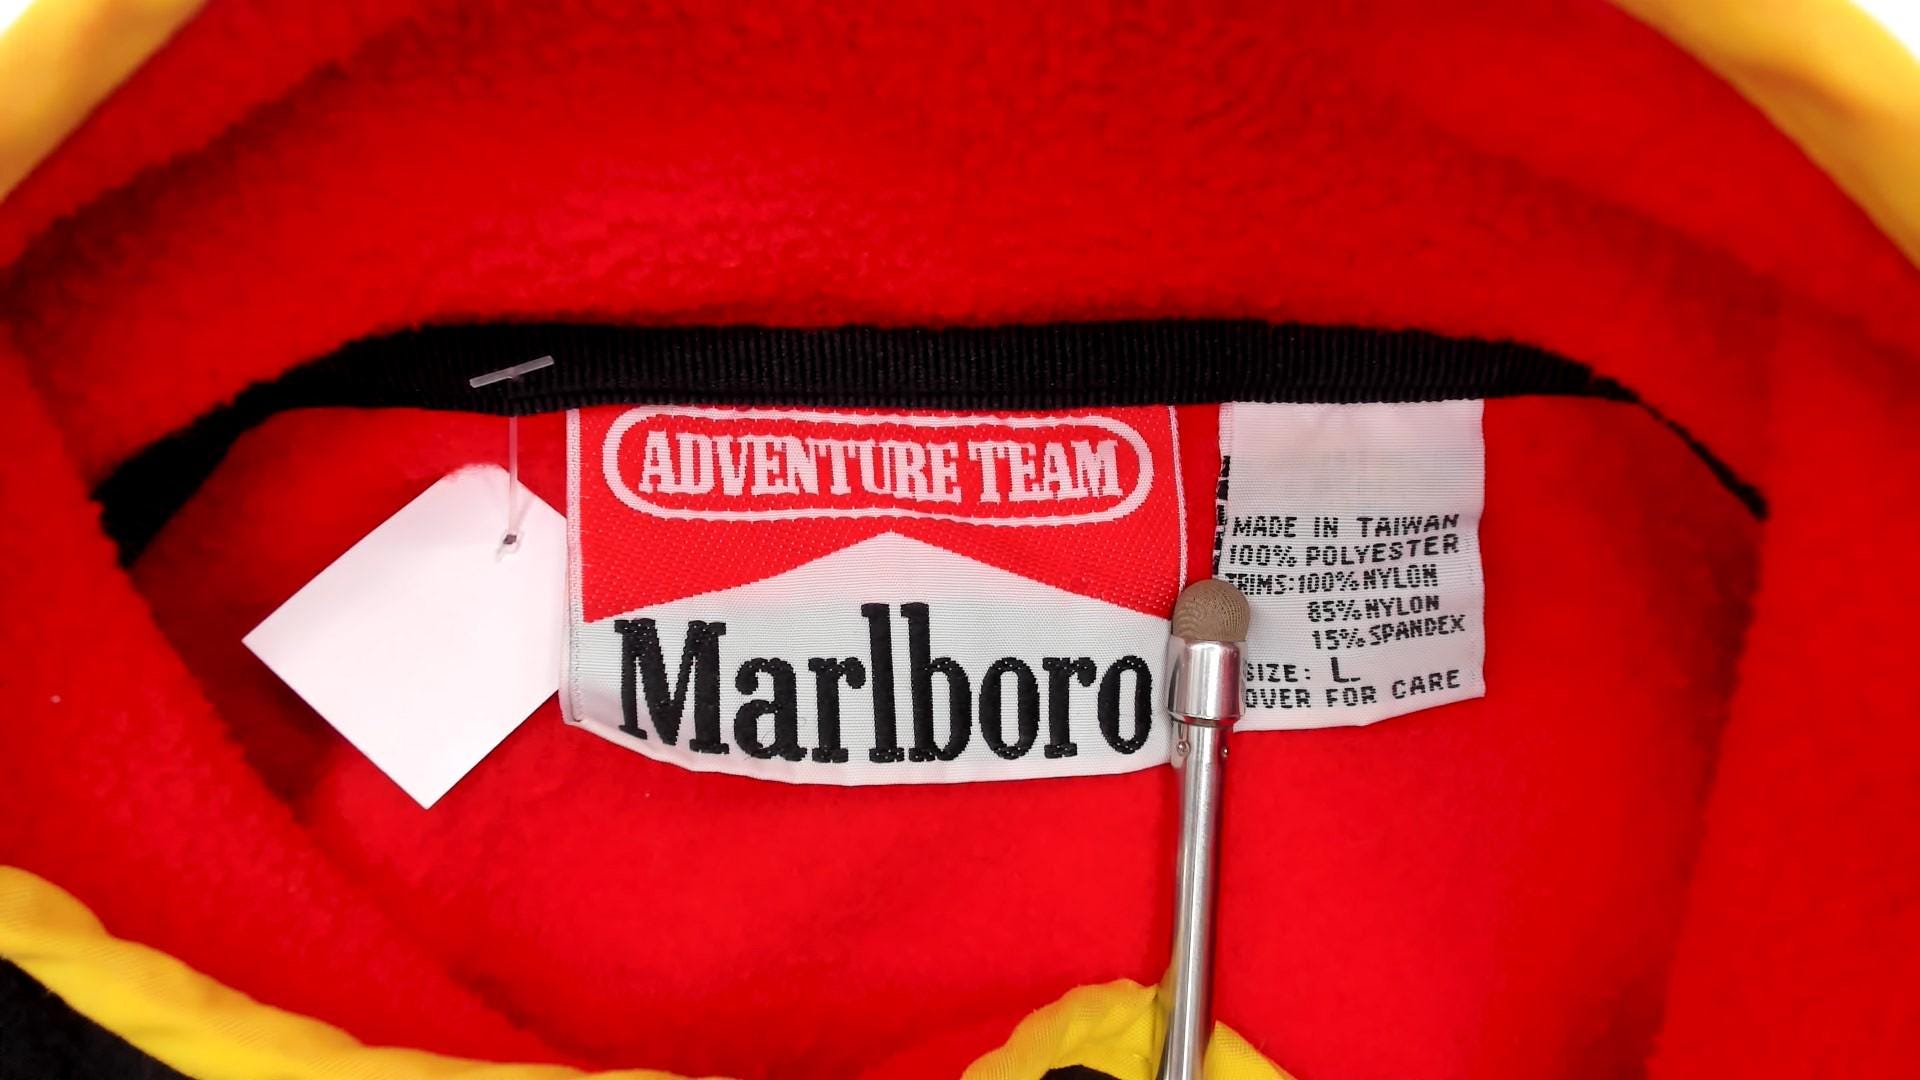 ADVENTURE TEAM
Marlboro
MADE IN TAIWAN
100% POLYESTER
TRIMS:100% NYLON
85% NYLON
15% SPANDEX
SIZE: L
OVER FOR CARE